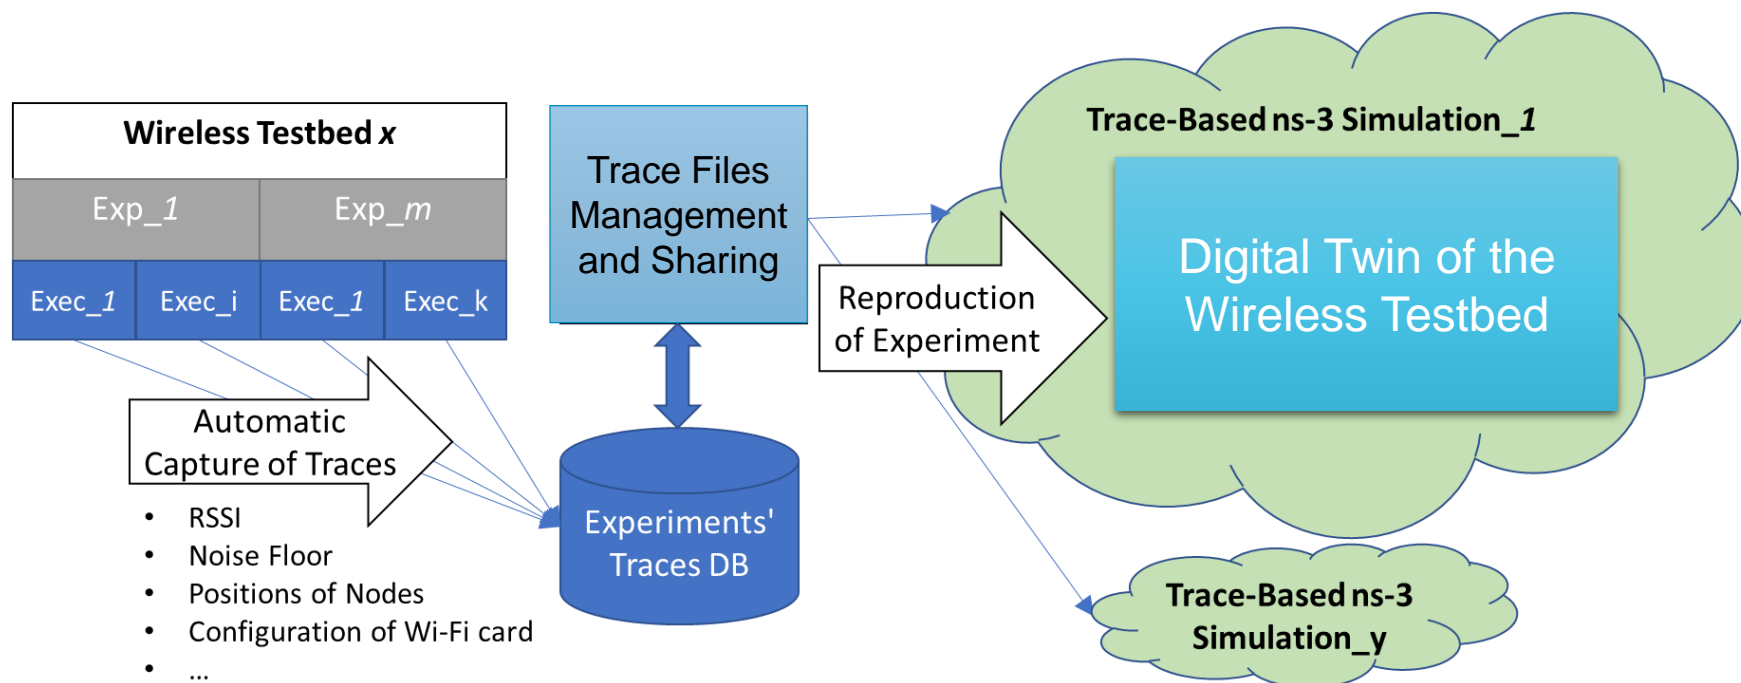 Wireless Testbed x
Exp_1
Exp_m
Exec_1
Exec_i
Exec_1
Exec_k
Automatic
Capture of Traces
• RSSI
• Noise Floor
• Positions of Nodes
• Configuration of Wi-Fi card
• ...
Trace Files
Management
and Sharing
Experiments'
Traces DB
Reproduction
of Experiment
Trace-Based ns-3 Simulation_1
Digital Twin of the
Wireless Testbed
Trace-Based ns-3
Simulation_y